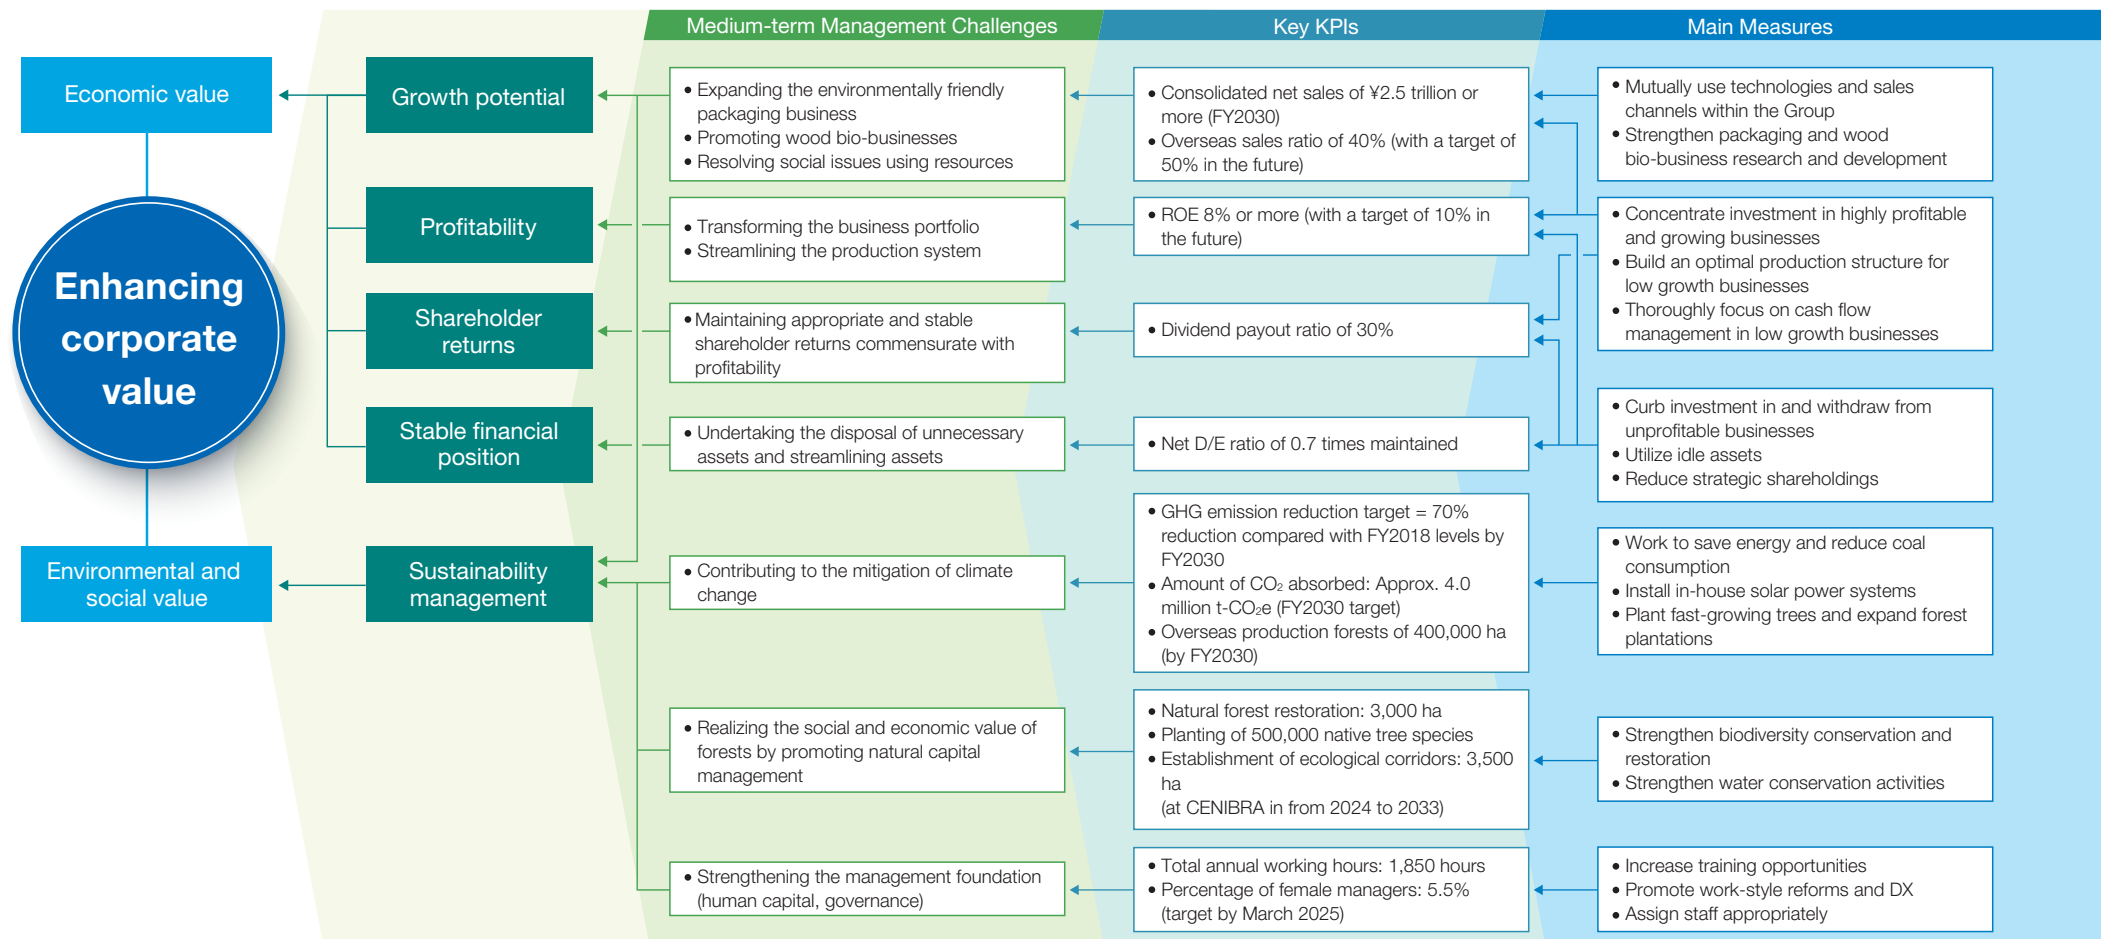 Medium-term Management Challenges
Key KPIs
Main Measures
Economic value
Enhancing
corporate
value
Environmental and
social value
Growth potential
Profitability
Shareholder
returns
Stable financial
position
Sustainability
management
• Expanding the environmentally friendly
packaging business
• Promoting wood bio-businesses
• Resolving social issues using resources
• Transforming the business portfolio
• Streamlining the production system
• Maintaining appropriate and stable
shareholder returns commensurate with
profitability
• Undertaking the disposal of unnecessary
assets and streamlining assets
• Contributing to the mitigation of climate
change
• Realizing the social and economic value of
forests by promoting natural capital
management
• Strengthening the management foundation
(human capital, governance)
• Consolidated net sales of ¥2.5 trillion or
more (FY2030)
• Overseas sales ratio of 40% (with a target of
50% in the future)
• ROE 8% or more (with a target of 10% in
the future)
• Dividend payout ratio of 30%
• Net D/E ratio of 0.7 times maintained
• GHG emission reduction target = 70%
reduction compared with FY2018 levels by
FY2030
• Amount of CO₂ absorbed: Approx. 4.0
million t-CO₂e (FY2030 target)
• Overseas production forests of 400,000 ha
(by FY2030)
• Natural forest restoration: 3,000 ha
• Planting of 500,000 native tree species
• Establishment of ecological corridors: 3,500
ha
(at CENIBRA in from 2024 to 2033)
• Total annual working hours: 1,850 hours
• Percentage of female managers: 5.5%
(target by March 2025)
• Mutually use technologies and sales
channels within the Group
• Strengthen packaging and wood
bio-business research and development
• Concentrate investment in highly profitable
and growing businesses
• Build an optimal production structure for
low growth businesses
• Thoroughly focus on cash flow
management in low growth businesses
• Curb investment in and withdraw from
unprofitable businesses
• Utilize idle assets
• Reduce strategic shareholdings
• Work to save energy and reduce coal
consumption
• Install in-house solar power systems
• Plant fast-growing trees and expand forest
plantations
• Strengthen biodiversity conservation and
restoration
• Strengthen water conservation activities
• Increase training opportunities
• Promote work-style reforms and DX
• Assign staff appropriately